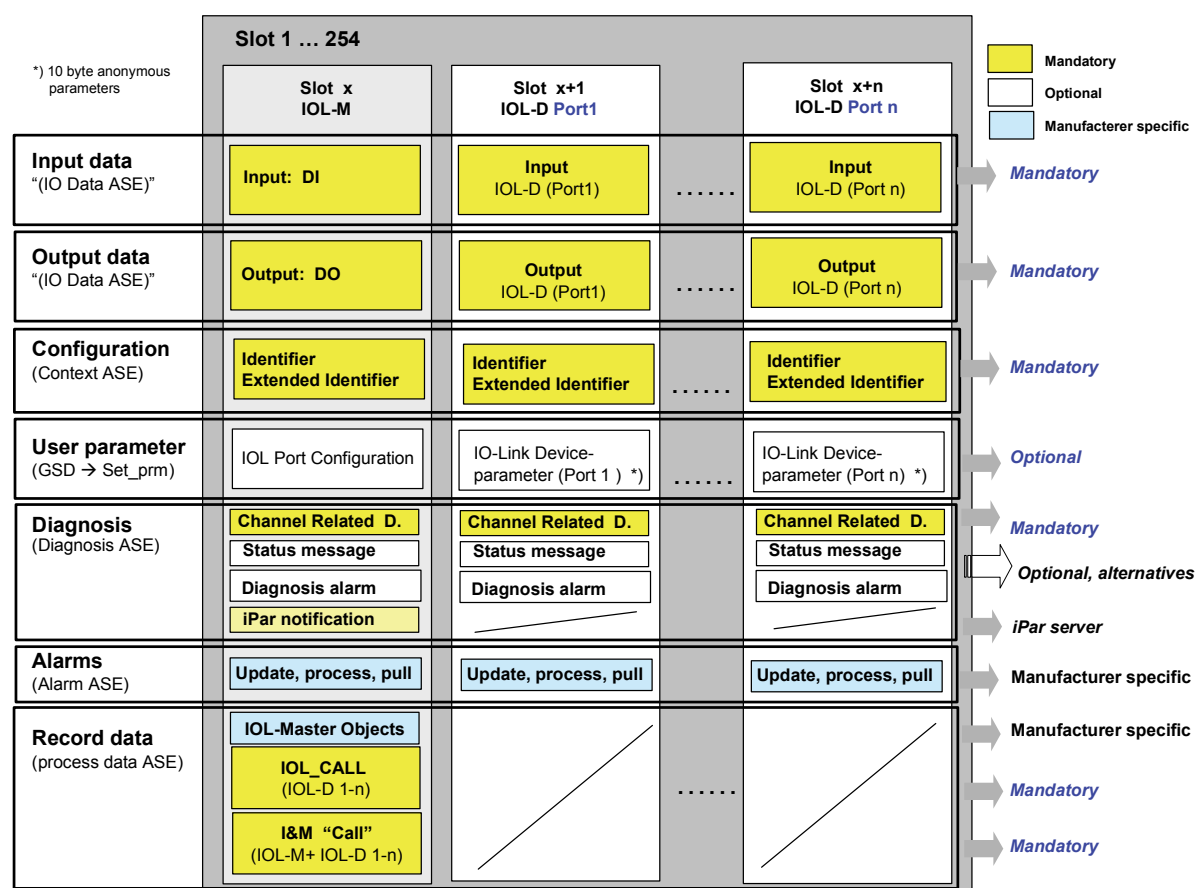 Slot 1 … 254
*) 10 byte anonymous
parameters
Slot x
IOL-M
Slot x+1
IOL-D Port1
Slot x+n
IOL-D Port n
Mandatory
Optional
Manufacterer specific
Input data
“(IO Data ASE)”
Input: DI
Input
IOL-D (Port1)
......
Input
IOL-D (Port n)
Mandatory
Output data
“(IO Data ASE)”
Output: DO
Output
IOL-D (Port1)
......
Output
IOL-D (Port n)
Mandatory
Configuration
(Context ASE)
Identifier
Extended Identifier
Identifier
Extended Identifier
......
Identifier
Extended Identifier
Mandatory
User parameter
(GSD → Set_prm)
IOL Port Configuration
IO-Link Device-
parameter (Port 1 ) *)
......
IO-Link Device-
parameter (Port n) *)
Optional
Diagnosis
(Diagnosis ASE)
Channel Related D.
Status message
Diagnosis alarm
iPar notification
Channel Related D.
Status message
Diagnosis alarm
Channel Related D.
Status message
Diagnosis alarm
Mandatory
Optional, alternatives
iPar server
Alarms
(Alarm ASE)
Update, process, pull
Update, process, pull
Update, process, pull
Manufacturer specific
Record data
(process data ASE)
IOL-Master Objects
IOL_CALL
(IOL-D 1-n)
I&M “Call”
(IOL-M+ IOL-D 1-n)
......
Manufacturer specific
Mandatory
Mandatory